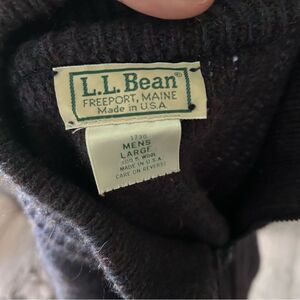 L.L.Bean®
FREEPORT, MAINE
Made in U.S.A.
MENS
LARGE
100% WOOL
MADE IN U.S.A.
CARE ON REVERSE